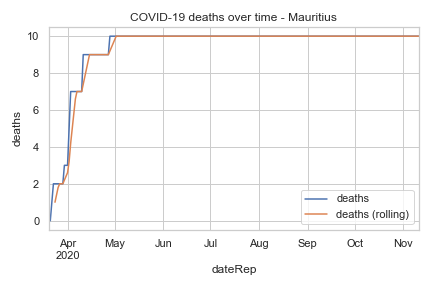 COVID-19 deaths over time - Mauritius
deaths
10
8
6
4
2
0
deaths
deaths (rolling)
Apr May Jun Jul Aug Sep Oct Nov
2020
dateRep